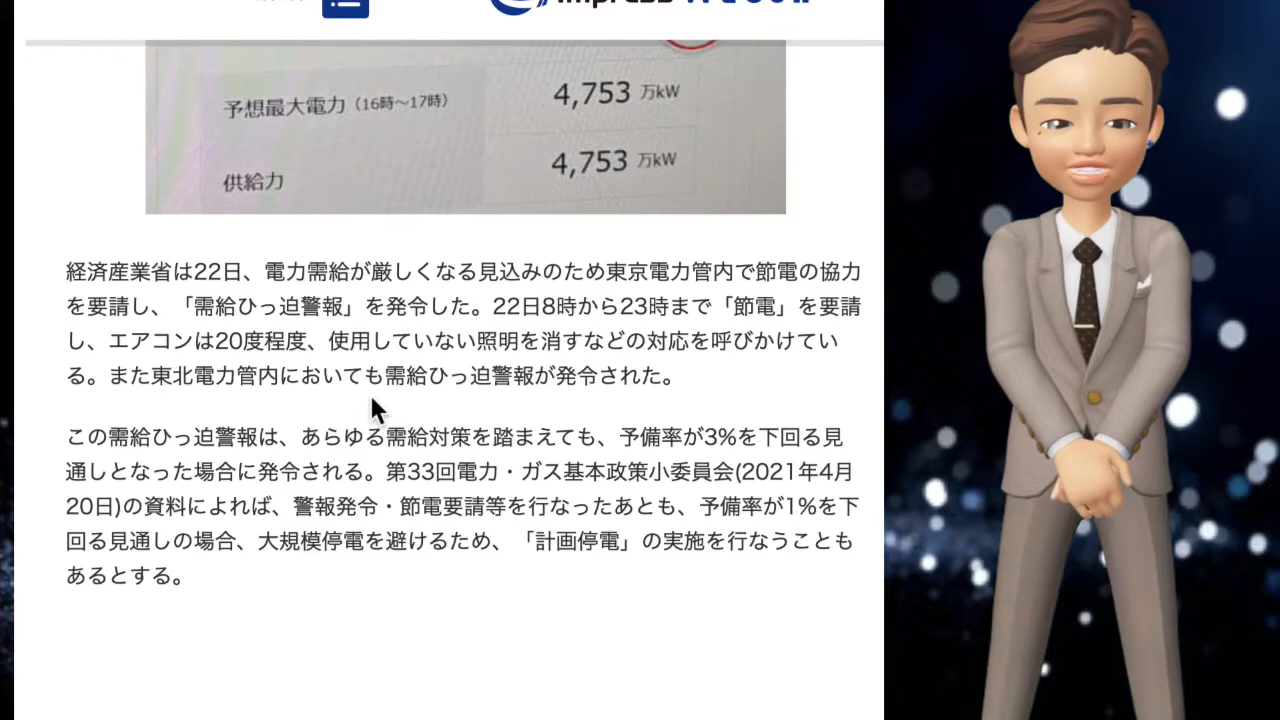 impress Watch
予想最大電力（16時～17時） 4,753 万kW
供給力 4,753 万kW
経済産業省は22日、電力需給が厳しくなる見込みのため東京電力管内で節電の協力
を要請し、「需給ひっ迫警報」を発令した。22日8時から23時まで「節電」を要請
し、エアコンは20度程度、使用していない照明を消すなどの対応を呼びかけてい
る。また東北電力管内においても需給ひっ迫警報が発令された。
この需給ひっ迫警報は、あらゆる需給対策を踏まえても、予備率が3%を下回る見
通しとなった場合に発令される。第33回電力・ガス基本政策小委員会(2021年4月
20日)の資料によれば、警報発令・節電要請等を行なったあとも、予備率が1%を下
回る見通しの場合、大規模停電を避けるため、「計画停電」の実施を行なうことも
あるとする。